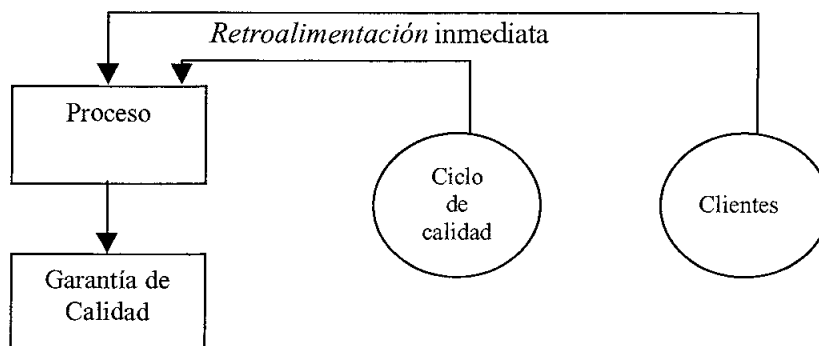 Retroalimentación inmediata
Proceso
Ciclo
de
calidad
Clientes
Garantía de
Calidad